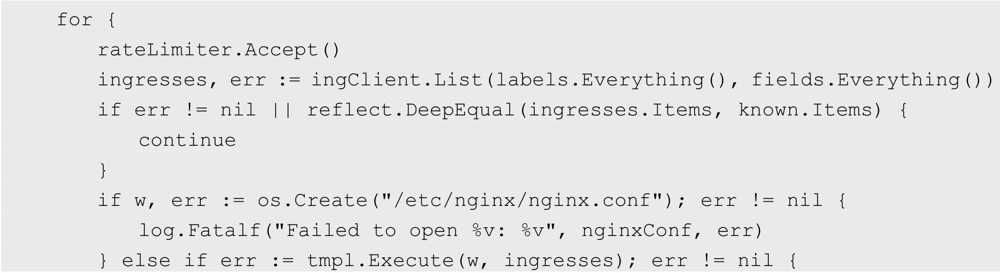 for {
rateLimiter.Accept()
ingresses, err := ingClient.List(labels.Everything(), fields.Everything())
if err != nil || reflect.DeepEqual(ingresses.Items, known.Items) {
continue
}
if w, err := os.Create("/etc/nginx/nginx.conf"); err != nil {
log.Fatalf("Failed to open %v: %v", nginxConf, err)
} else if err := tmpl.Execute(w, ingresses); err != nil {